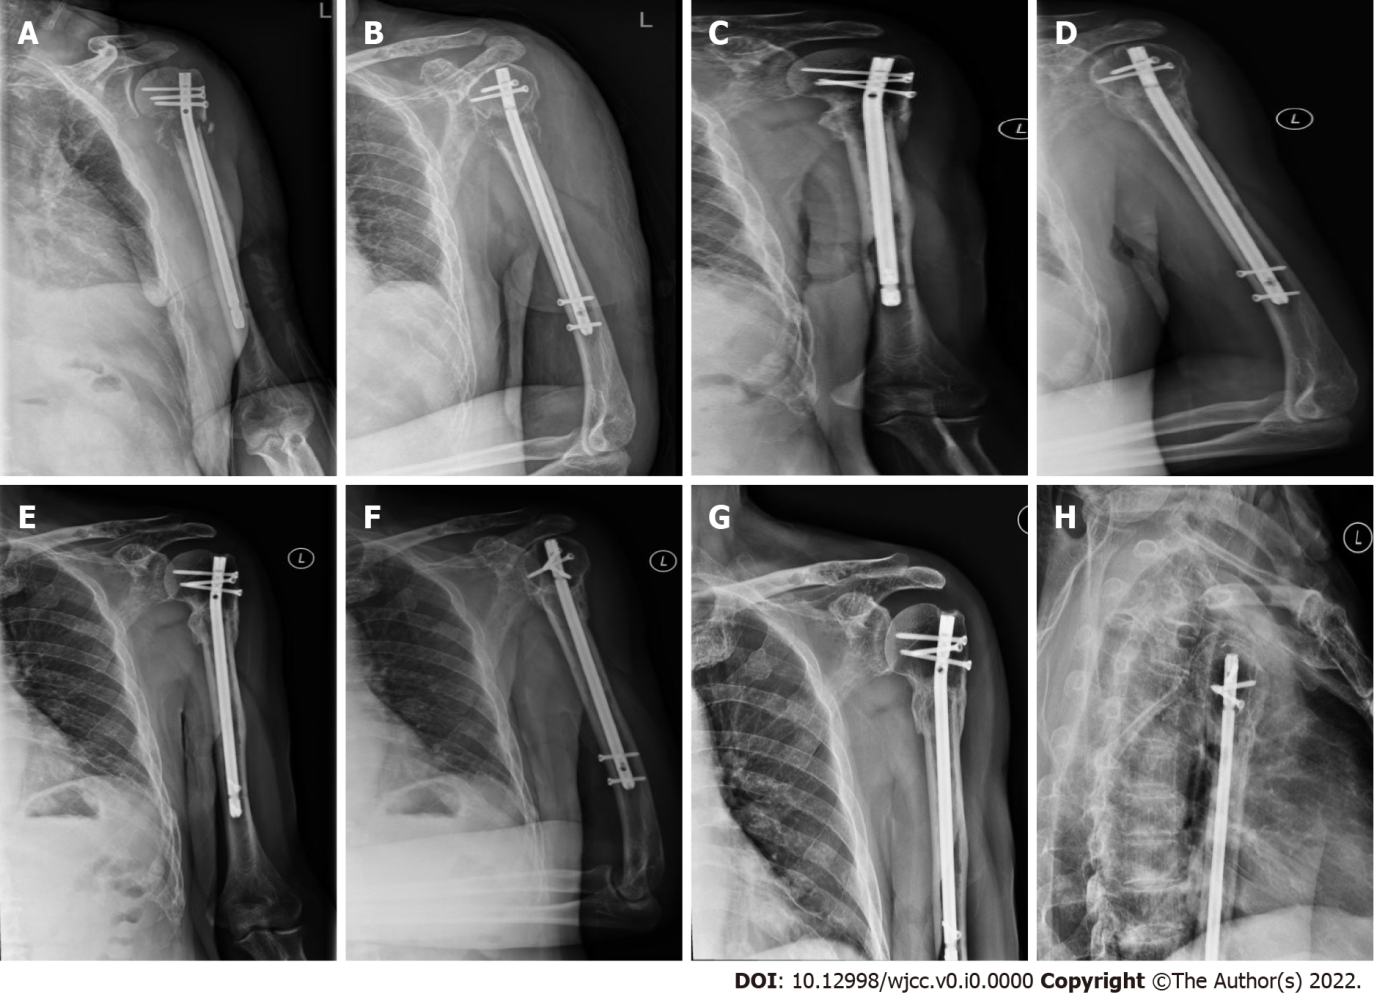 A
L
B
L
C
L
D
L
E
L
F
L
G
H
L
DOI: 10.12998/wjcc.v0.i0.0000 Copyright ©The Author(s) 2022.